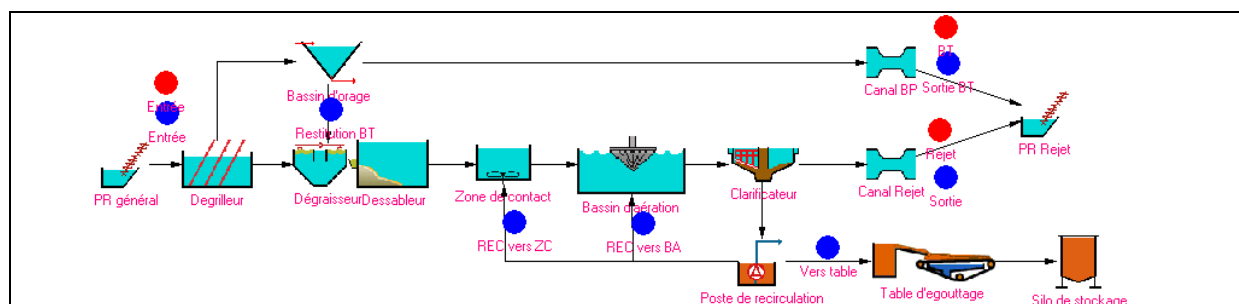 BT
Entrée
Bassin d'orage
Canal BP
Sortie BT
Entrée
Restitution BT
Rejet
PR Rejet
PR général
Degrilleur
Dégraisseur
Dessableur
Zone de contact
Bassin d'aération
Clarificateur
Canal Rejet
Sortie
REC vers ZC
REC vers BA
Vers table
Poste de recirculation
Table d'egouttage
Silo de stockage